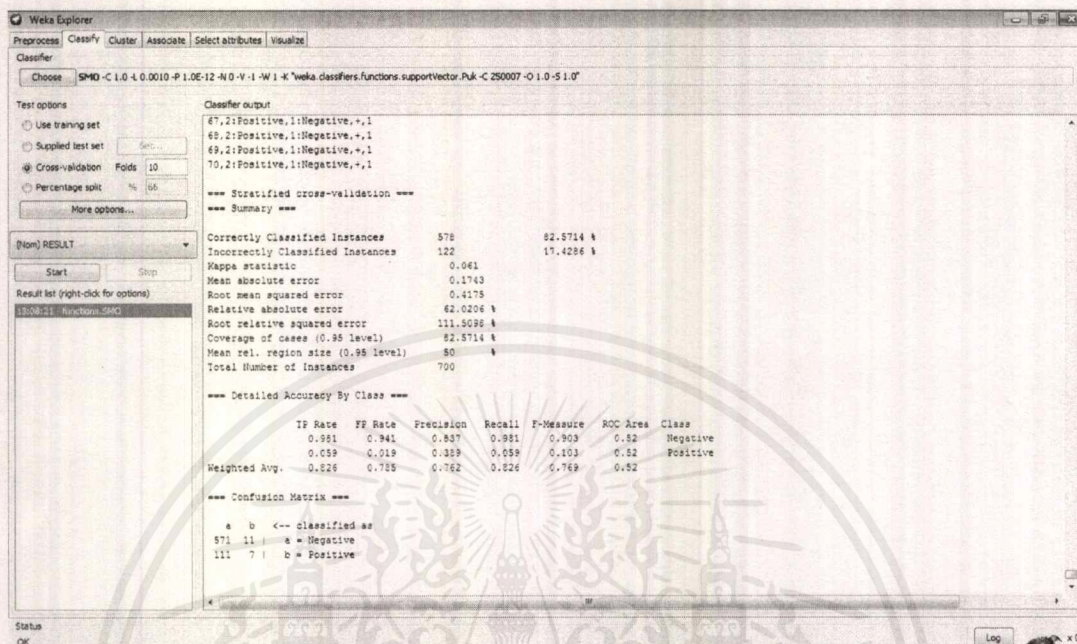 Weka Explorer
Preprocess Classify Cluster Associate Select attributes Visualize
Classifier
Choose SMO -C 1.0 -L 0.0010 -P 1.0E-12 -N 0 -V -1 -W 1 -K "weka.classifiers.functions.supportVector.Puk -C 250007 -O 1.0 -S 1.0"
Test options
Use training set
Supplied test set Set...
Cross-validation Folds 10
Percentage split % 66
More options...
(Nom) RESULT
Start Stop
Result list (right-click for options)
13:08:21 - functions.SMO
Classifier output
67,2:Positive,1:Negative,+,1
68,2:Positive,1:Negative,+,1
69,2:Positive,1:Negative,+,1
70,2:Positive,1:Negative,+,1
=== Stratified cross-validation ===
=== Summary ===
Correctly Classified Instances 578 82.5714 %
Incorrectly Classified Instances 122 17.4286 %
Kappa statistic 0.061
Mean absolute error 0.1743
Root mean squared error 0.4175
Relative absolute error 62.0206 %
Root relative squared error 111.5098 %
Coverage of cases (0.95 level) 82.5714 %
Mean rel. region size (0.95 level) 50 %
Total Number of Instances 700
=== Detailed Accuracy By Class ===
TP Rate FP Rate Precision Recall F-Measure ROC Area Class
0.981 0.941 0.837 0.981 0.903 0.52 Negative
0.059 0.019 0.389 0.059 0.103 0.52 Positive
Weighted Avg. 0.826 0.785 0.762 0.826 0.769 0.52
=== Confusion Matrix ===
a b <-- classified as
571 11 | a = Negative
111 7 | b = Positive
Status
OK
Log
x 0